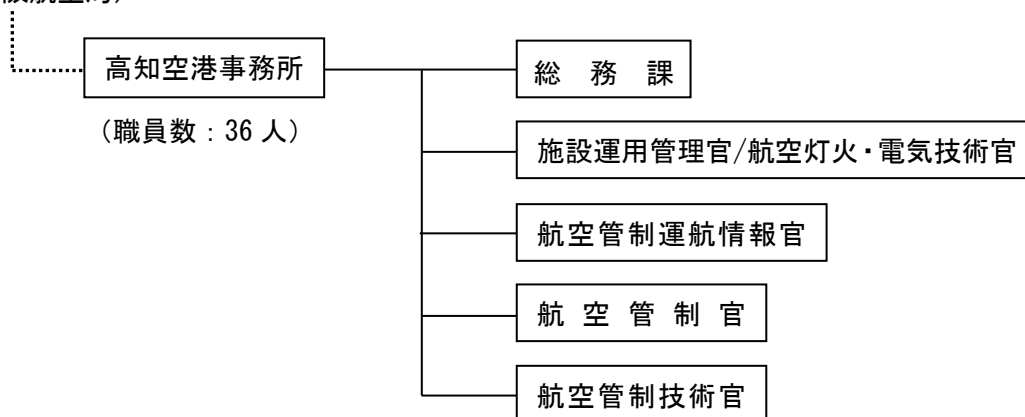 高知空港事務所
(職員数：36人)
総務課
施設運用管理官/航空灯火・電気技術官
航空管制運航情報官
航空管制官
航空管制技術官